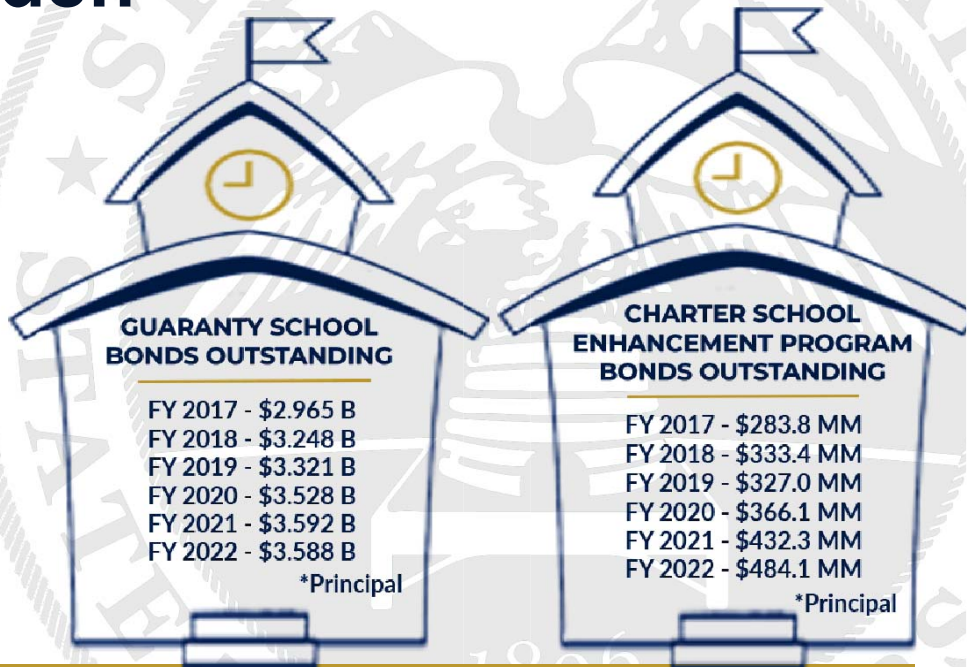 GUARANTY SCHOOL
BONDS OUTSTANDING
FY 2017 - $2.965 B
FY 2018 - $3.248 B
FY 2019 - $3.321 B
FY 2020 - $3.528 B
FY 2021 - $3.592 B
FY 2022 - $3.588 B
*Principal
CHARTER SCHOOL
ENHANCEMENT PROGRAM
BONDS OUTSTANDING
FY 2017 - $283.8 MM
FY 2018 - $333.4 MM
FY 2019 - $327.0 MM
FY 2020 - $366.1 MM
FY 2021 - $432.3 MM
FY 2022 - $484.1 MM
*Principal
1896